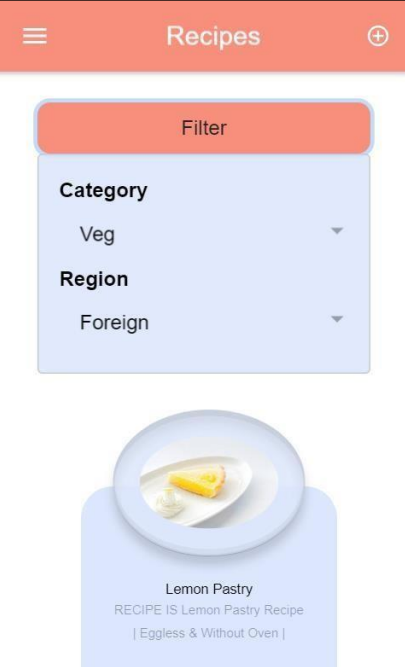 Recipes
Filter
Category
Veg
Region
Foreign
Lemon Pastry
RECIPE IS Lemon Pastry Recipe
| Eggless & Without Oven |